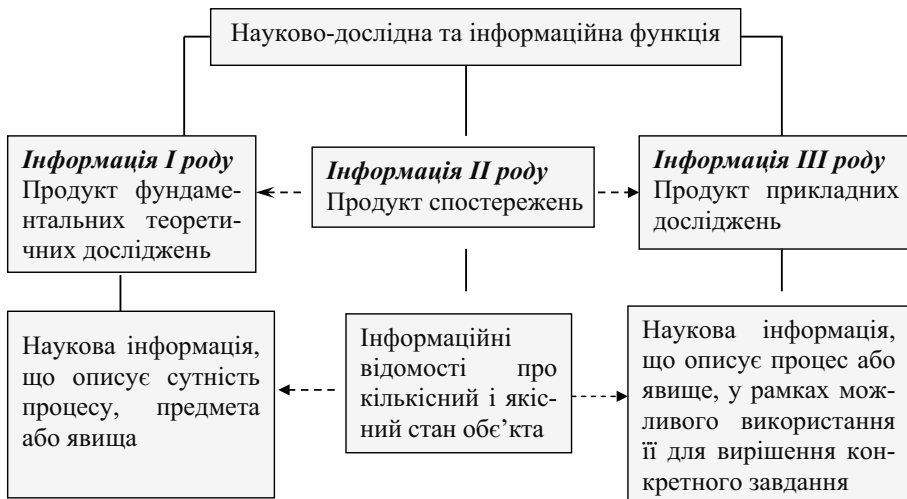 Науково-дослідна та інформаційна функція
Інформація І роду
Продукт фундаме-
нтальних теорети-
чних досліджень
Інформація ІІ роду
Продукт спостережень
Інформація ІІІ роду
Продукт прикладних
досліджень
Наукова інформація,
що описує сутність
процесу, предмета
або явища
Інформаційні
відомості про
кількісний і якіс-
ний стан обє’кта
Наукова інформація,
що описує процес або
явище, у рамках мож-
ливого використання
її для вирішення кон-
кретного завдання